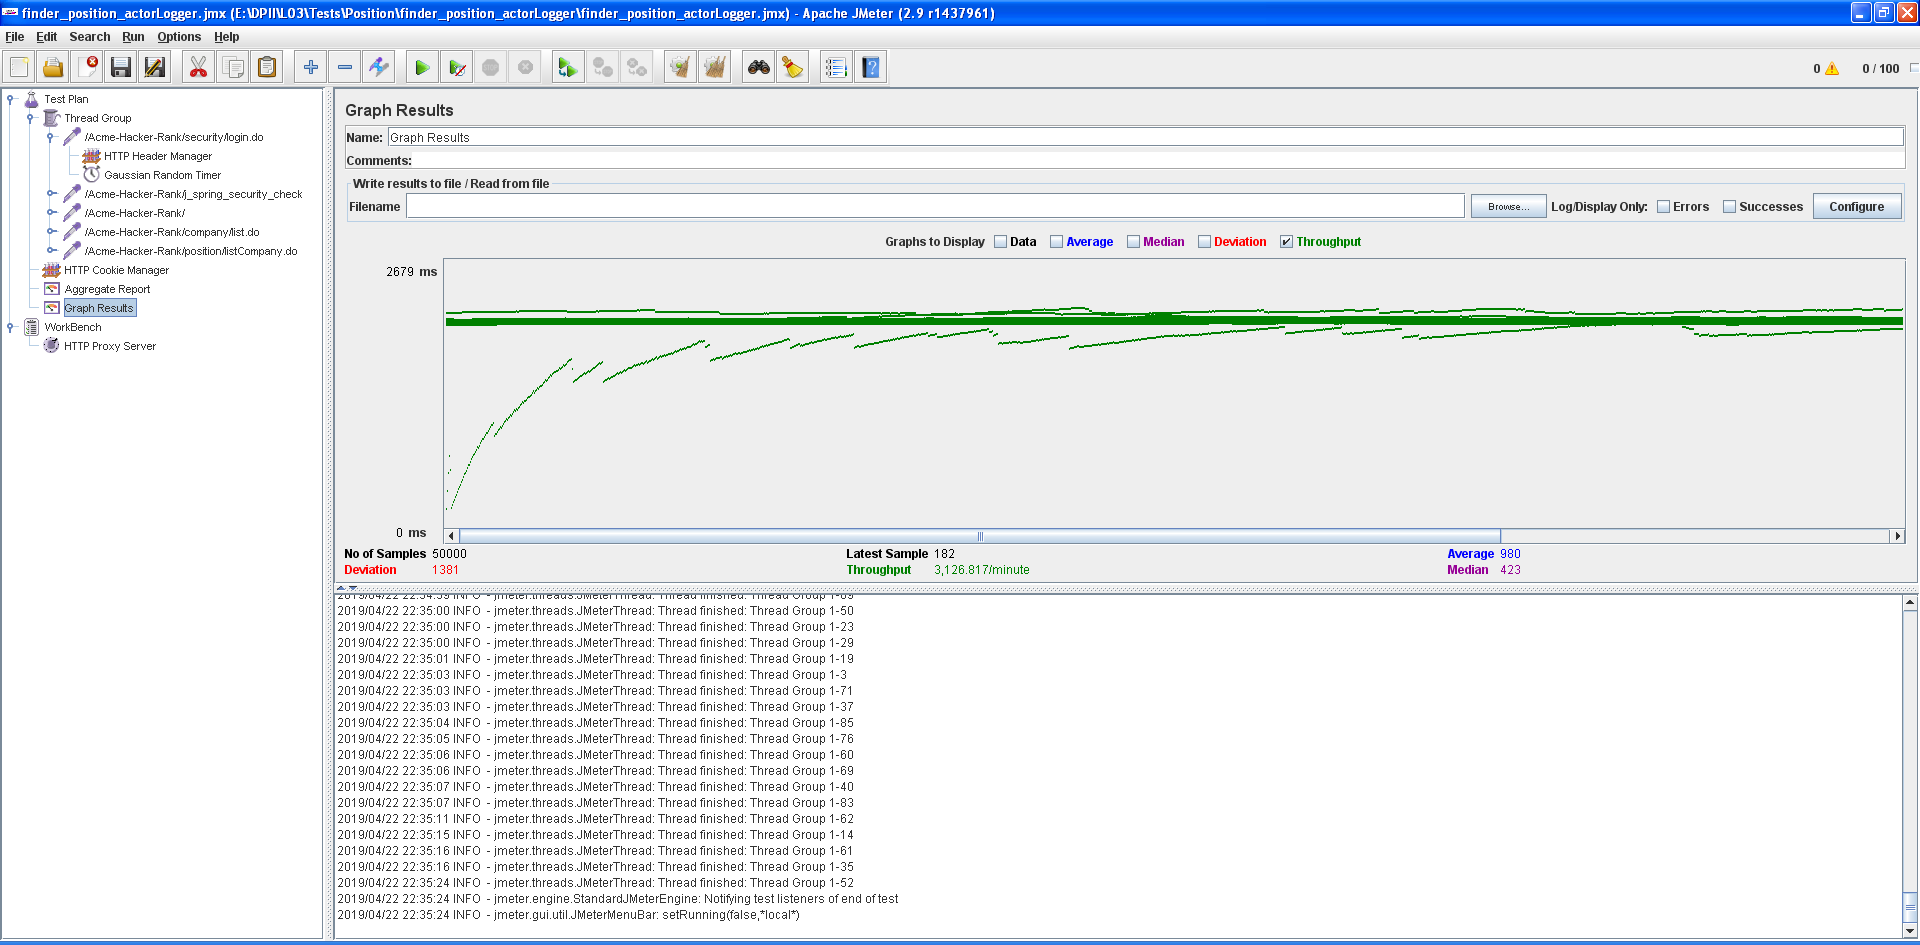 finder_position_actorLogger.jmx (E:\DPII\L03\Tests\Position\finder_position_actorLogger\finder_position_actorLogger.jmx) - Apache JMeter (2.9 r1437961)
File Edit Search Run Options Help
0 0 / 100
Test Plan
Thread Group
/Acme-Hacker-Rank/security/login.do
HTTP Header Manager
Gaussian Random Timer
/Acme-Hacker-Rank/j_spring_security_check
/Acme-Hacker-Rank/
/Acme-Hacker-Rank/company/list.do
/Acme-Hacker-Rank/position/listCompany.do
HTTP Cookie Manager
Aggregate Report
Graph Results
WorkBench
HTTP Proxy Server
Graph Results
Name: Graph Results
Comments:
Write results to file / Read from file
Filename Browse... Log/Display Only: Errors Successes Configure
Graphs to Display Data Average Median Deviation Throughput
2679 ms
0 ms
No of Samples 50000 Latest Sample 182 Average 980
Deviation 1381 Throughput 3,126.817/minute Median 423
2019/04/22 22:34:59 INFO - jmeter.threads.JMeterThread: Thread finished: Thread Group 1-89
2019/04/22 22:35:00 INFO - jmeter.threads.JMeterThread: Thread finished: Thread Group 1-50
2019/04/22 22:35:00 INFO - jmeter.threads.JMeterThread: Thread finished: Thread Group 1-23
2019/04/22 22:35:00 INFO - jmeter.threads.JMeterThread: Thread finished: Thread Group 1-29
2019/04/22 22:35:01 INFO - jmeter.threads.JMeterThread: Thread finished: Thread Group 1-19
2019/04/22 22:35:03 INFO - jmeter.threads.JMeterThread: Thread finished: Thread Group 1-3
2019/04/22 22:35:03 INFO - jmeter.threads.JMeterThread: Thread finished: Thread Group 1-71
2019/04/22 22:35:03 INFO - jmeter.threads.JMeterThread: Thread finished: Thread Group 1-37
2019/04/22 22:35:04 INFO - jmeter.threads.JMeterThread: Thread finished: Thread Group 1-85
2019/04/22 22:35:05 INFO - jmeter.threads.JMeterThread: Thread finished: Thread Group 1-76
2019/04/22 22:35:06 INFO - jmeter.threads.JMeterThread: Thread finished: Thread Group 1-60
2019/04/22 22:35:06 INFO - jmeter.threads.JMeterThread: Thread finished: Thread Group 1-69
2019/04/22 22:35:07 INFO - jmeter.threads.JMeterThread: Thread finished: Thread Group 1-40
2019/04/22 22:35:07 INFO - jmeter.threads.JMeterThread: Thread finished: Thread Group 1-83
2019/04/22 22:35:11 INFO - jmeter.threads.JMeterThread: Thread finished: Thread Group 1-62
2019/04/22 22:35:15 INFO - jmeter.threads.JMeterThread: Thread finished: Thread Group 1-14
2019/04/22 22:35:16 INFO - jmeter.threads.JMeterThread: Thread finished: Thread Group 1-61
2019/04/22 22:35:16 INFO - jmeter.threads.JMeterThread: Thread finished: Thread Group 1-35
2019/04/22 22:35:24 INFO - jmeter.threads.JMeterThread: Thread finished: Thread Group 1-52
2019/04/22 22:35:24 INFO - jmeter.engine.StandardJMeterEngine: Notifying test listeners of end of test
2019/04/22 22:35:24 INFO - jmeter.gui.util.JMeterMenuBar: setRunning(false,*local*)